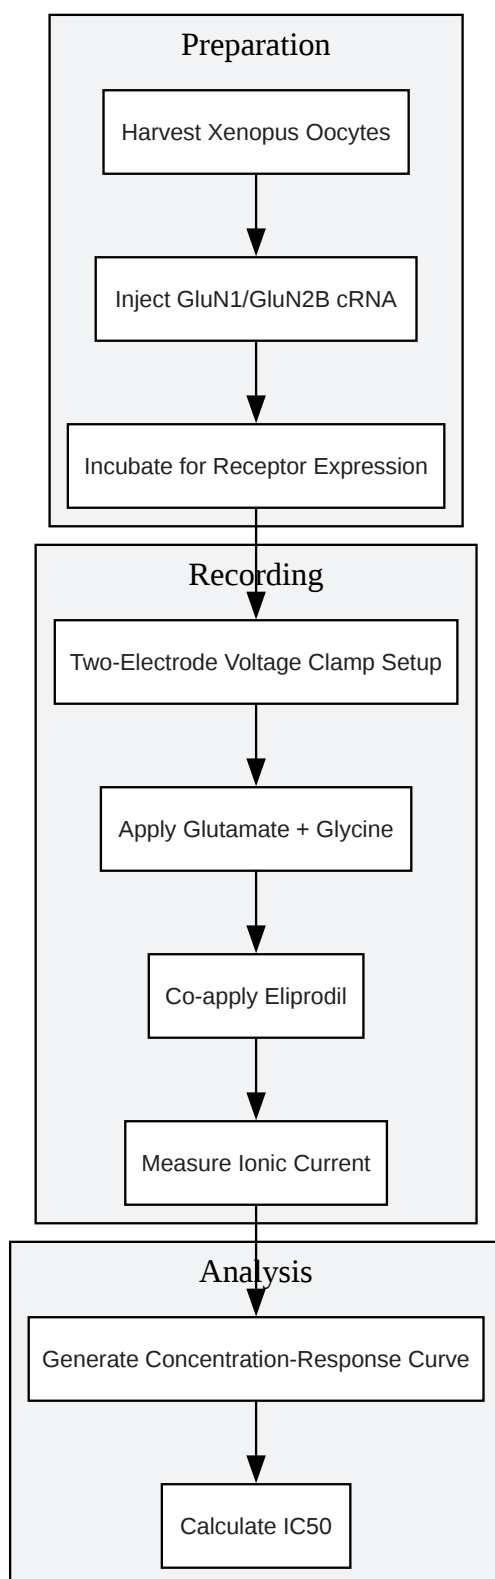 Preparation
Harvest Xenopus Oocytes
Inject GluN1/GluN2B cRNA
Incubate for Receptor Expression
Recording
Two-Electrode Voltage Clamp Setup
Apply Glutamate + Glycine
Co-apply Eliprodil
Measure Ionic Current
Analysis
Generate Concentration-Response Curve
Calculate IC50